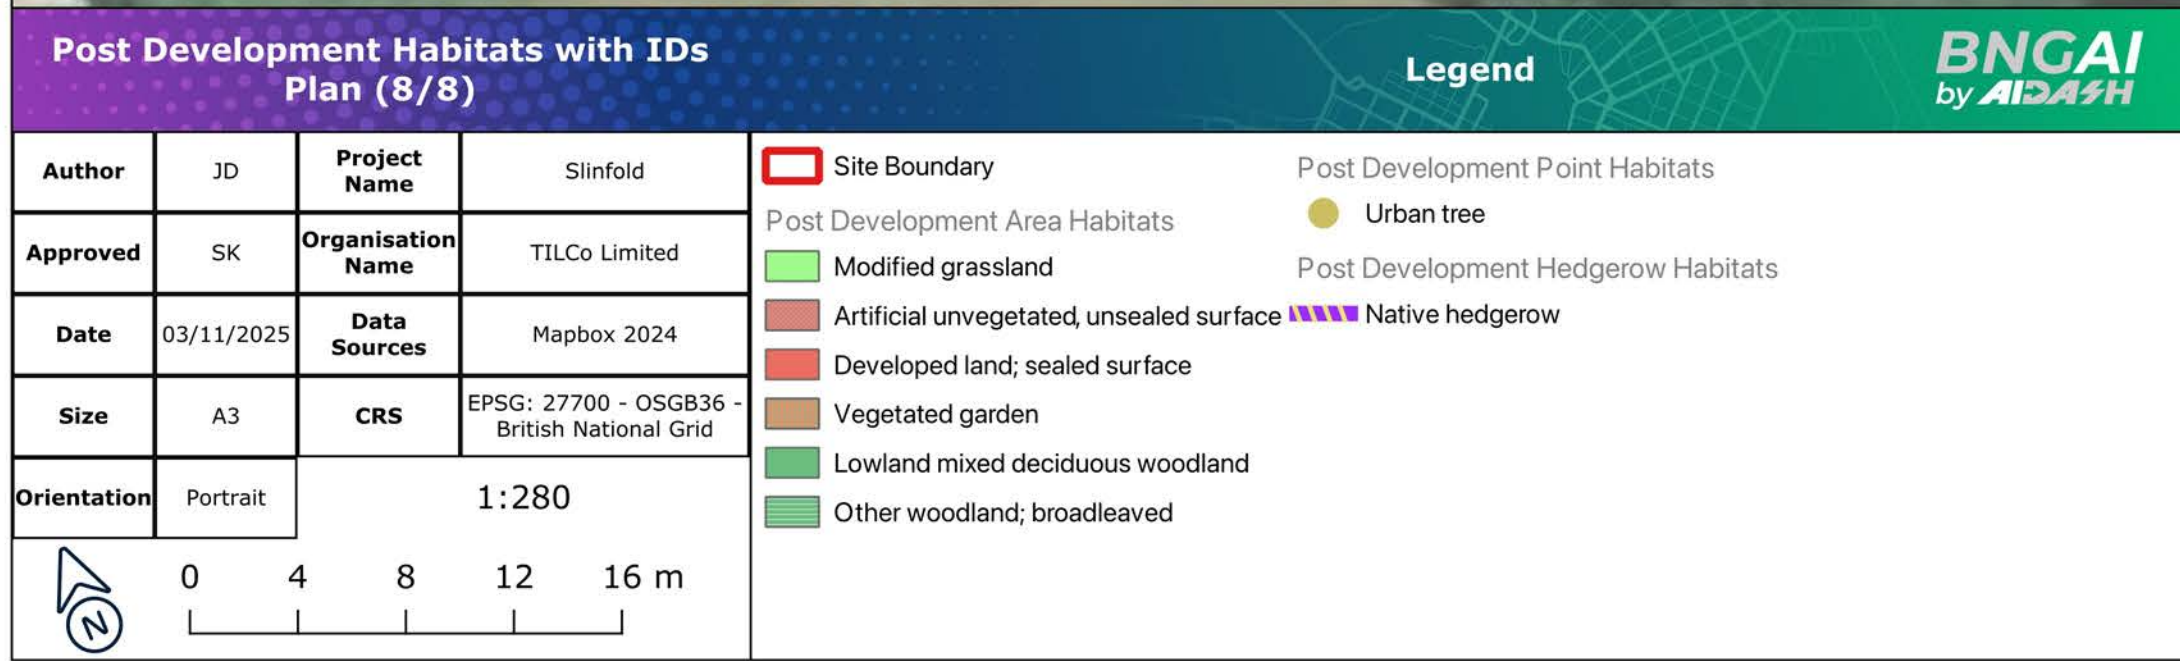 Post Development Habitats with IDs
Plan (8/8)
Legend
BNGAI
by AIDASH
Author JD Project Name Slinfold
Approved SK Organisation Name TILCo Limited
Date 03/11/2025 Data Sources Mapbox 2024
Size A3 CRS EPSG: 27700 - OSGB36 - British National Grid
Orientation Portrait 1:280
0 4 8 12 16 m
N
Site Boundary
Post Development Area Habitats
Modified grassland
Artificial unvegetated, unsealed surface
Developed land; sealed surface
Vegetated garden
Lowland mixed deciduous woodland
Other woodland; broadleaved
Post Development Point Habitats
Urban tree
Post Development Hedgerow Habitats
Native hedgerow